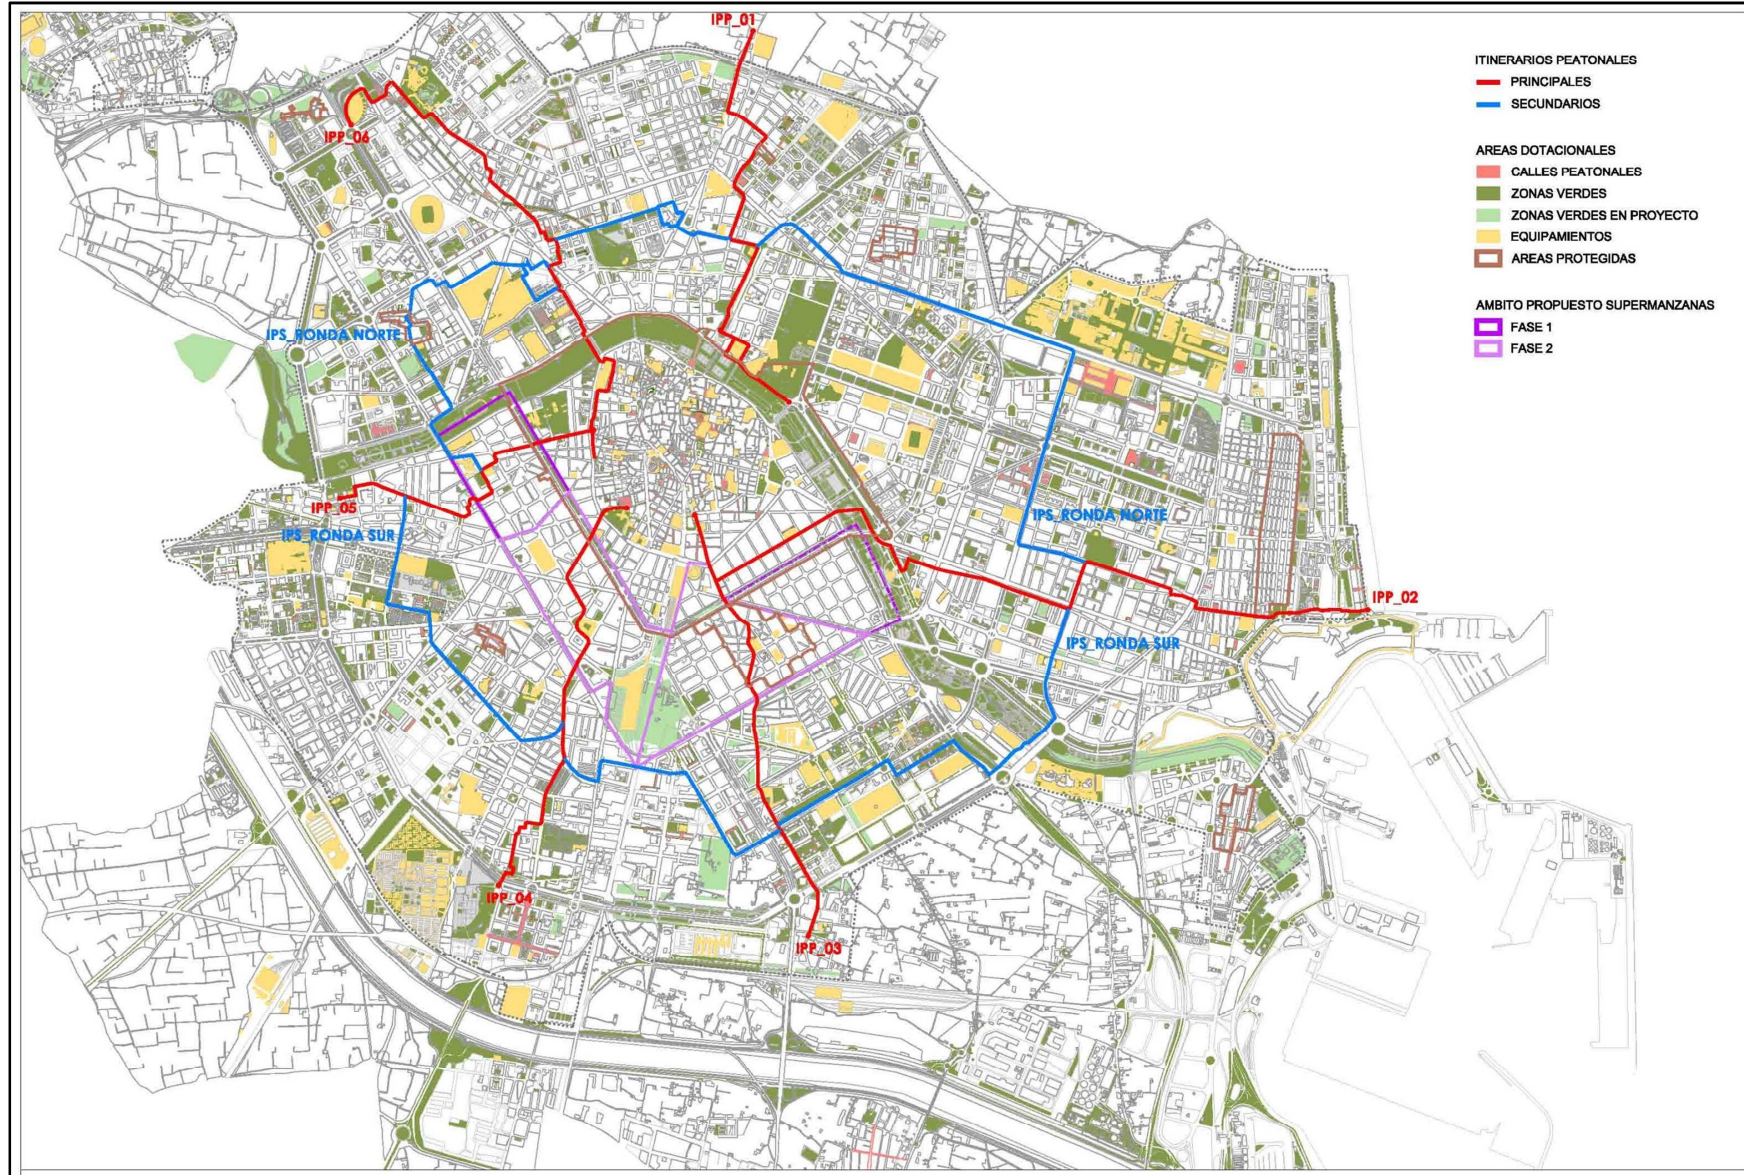 IPP_01
ITINERARIOS PEATONALES
PRINCIPALES
SECUNDARIOS
IPP_06
AREAS DOTACIONALES
CALLES PEATONALES
ZONAS VERDES
ZONAS VERDES EN PROYECTO
EQUIPAMIENTOS
AREAS PROTEGIDAS
AMBITO PROPUESTO SUPERMANZANAS
FASE 1
FASE 2
IPS_RONDA NORTE
IPP_05
IPS_RONDA NORTE
IPS_RONDA SUR
IPP_02
IPS_RONDA SUR
IPP_04
IPP_03